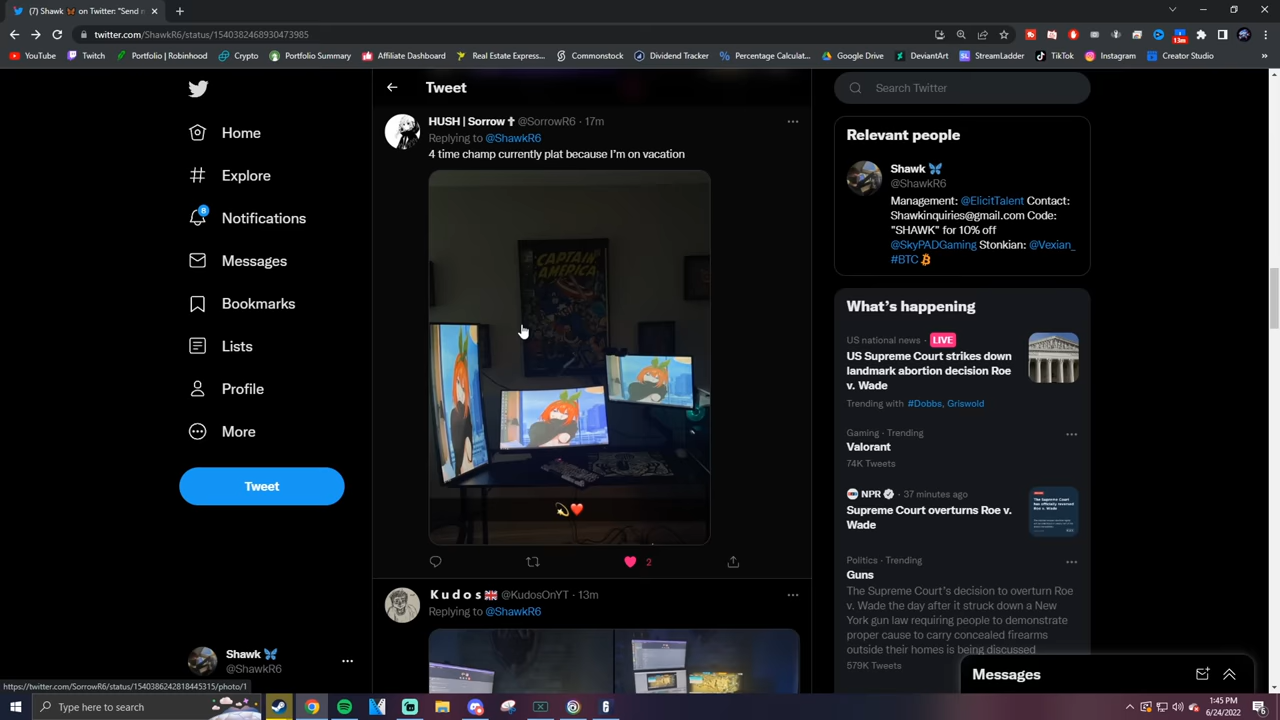 (7) Shawk 🦋 on Twitter: "Send n
twitter.com/ShawkR6/status/1540382468930473985
13m
YouTube
Twitch
Portfolio | Robinhood
Crypto
Portfolio Summary
Affiliate Dashboard
Real Estate Express...
Commonstock
Dividend Tracker
Percentage Calculat...
Google Drive
DeviantArt
StreamLadder
TikTok
Instagram
Creator Studio
Home
Explore
8
Notifications
Messages
Bookmarks
Lists
Profile
More
Tweet
Shawk 🦋
@ShawkR6
Tweet
HUSH | Sorrow ✝ @SorrowR6 · 17m
Replying to @ShawkR6
4 time champ currently plat because I'm on vacation
CAPTAIN
AMERICA
💫❤️
2
K u d o s 🇬🇧 @KudosOnYT · 13m
Replying to @ShawkR6
Search Twitter
Relevant people
Shawk 🦋
@ShawkR6
Management: @ElicitTalent Contact:
Shawkinquiries@gmail.com Code:
"SHAWK" for 10% off
@SkyPADGaming Stonkian: @Vexian_
#BTC
What's happening
US national news · LIVE
US Supreme Court strikes down
landmark abortion decision Roe
v. Wade
Trending with #Dobbs, Griswold
Gaming · Trending
Valorant
74K Tweets
NPR · 37 minutes ago
Supreme Court overturns Roe v.
Wade
Politics · Trending
Guns
The Supreme Court's decision to overturn Roe
v. Wade the day after it struck down a New
York gun law requiring people to demonstrate
proper cause to carry concealed firearms
outside their homes is being discussed
579K Tweets
Messages
https://twitter.com/SorrowR6/status/1540386242818445315/photo/1
Type here to search
1:45 PM
6/24/2022